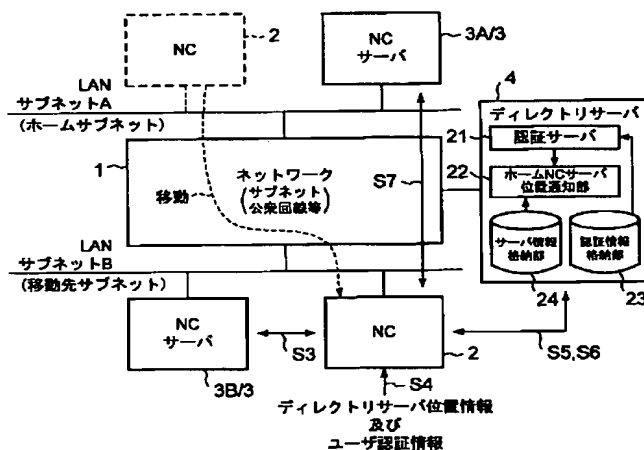 NC
2
NC
サーバ
3A/3
LAN
サブネットA
(ホームサブネット)
4
ディレクトリサーバ
21
認証サーバ
22
ホームNCサーバ
位置通知部
サーバ情報
格納部
認証情報
格納部
24
23
1
移動
ネットワーク
(サブネット
公衆回線等)
S7
LAN
サブネットB
(移動先サブネット)
NC
サーバ
3B/3
S3
NC
2
S5,S6
S4
ディレクトリサーバ位置情報
及び
ユーザ認証情報